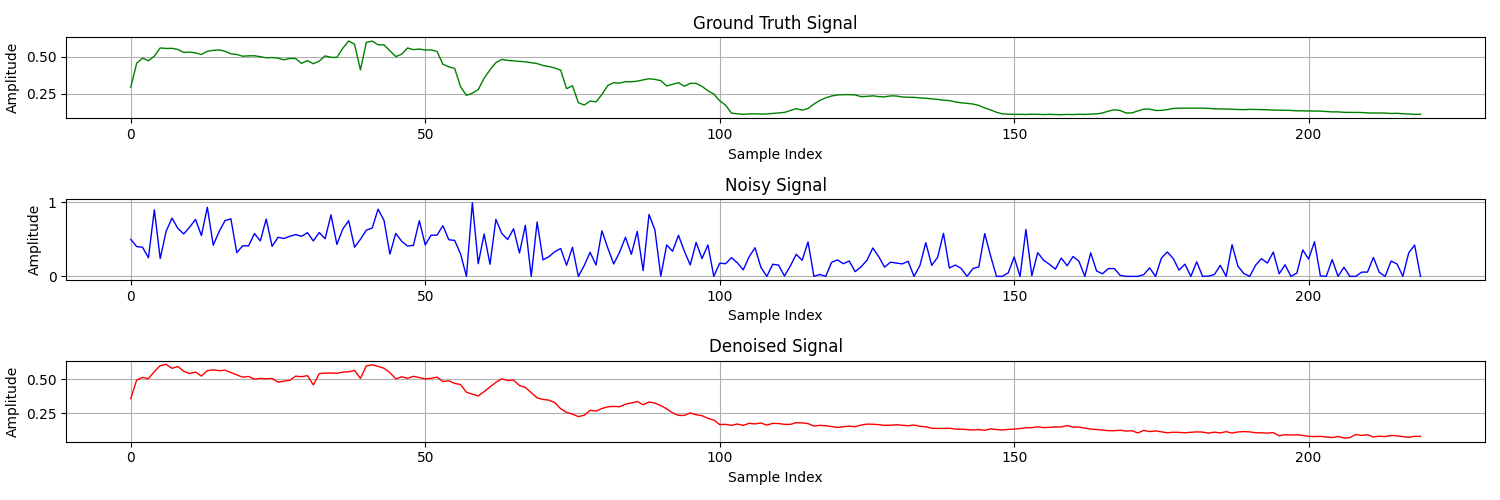 Ground Truth Signal
Amplitude
0.50
0.25
0 50 100 150 200
Sample Index
Noisy Signal
Amplitude
1
0
0 50 100 150 200
Sample Index
Denoised Signal
Amplitude
0.50
0.25
0 50 100 150 200
Sample Index